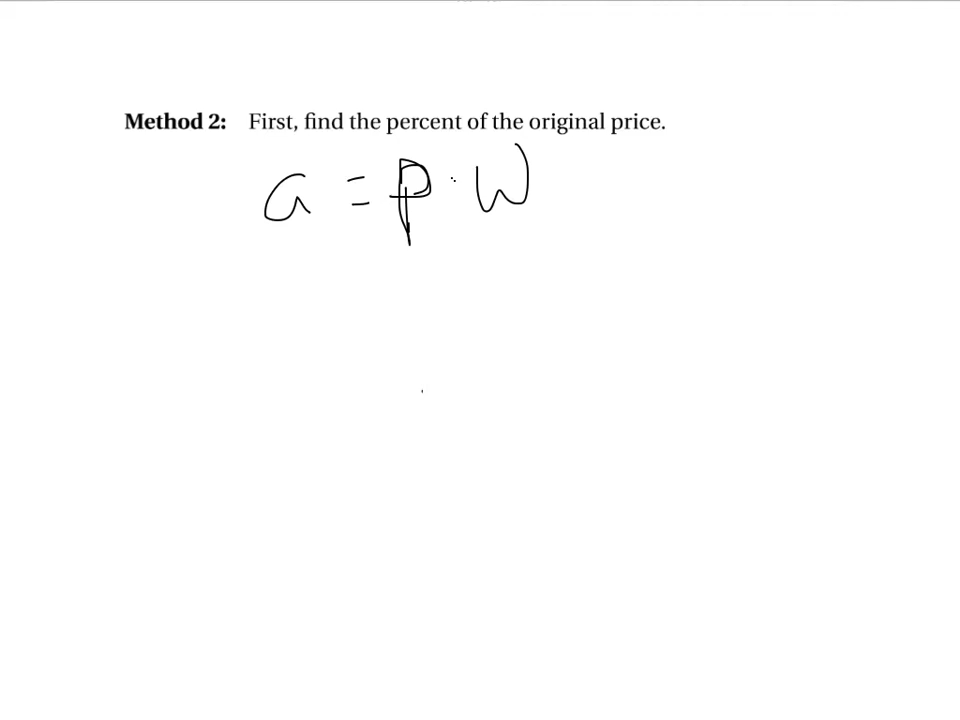 Method 2: First, find the percent of the original price.
a = p · w